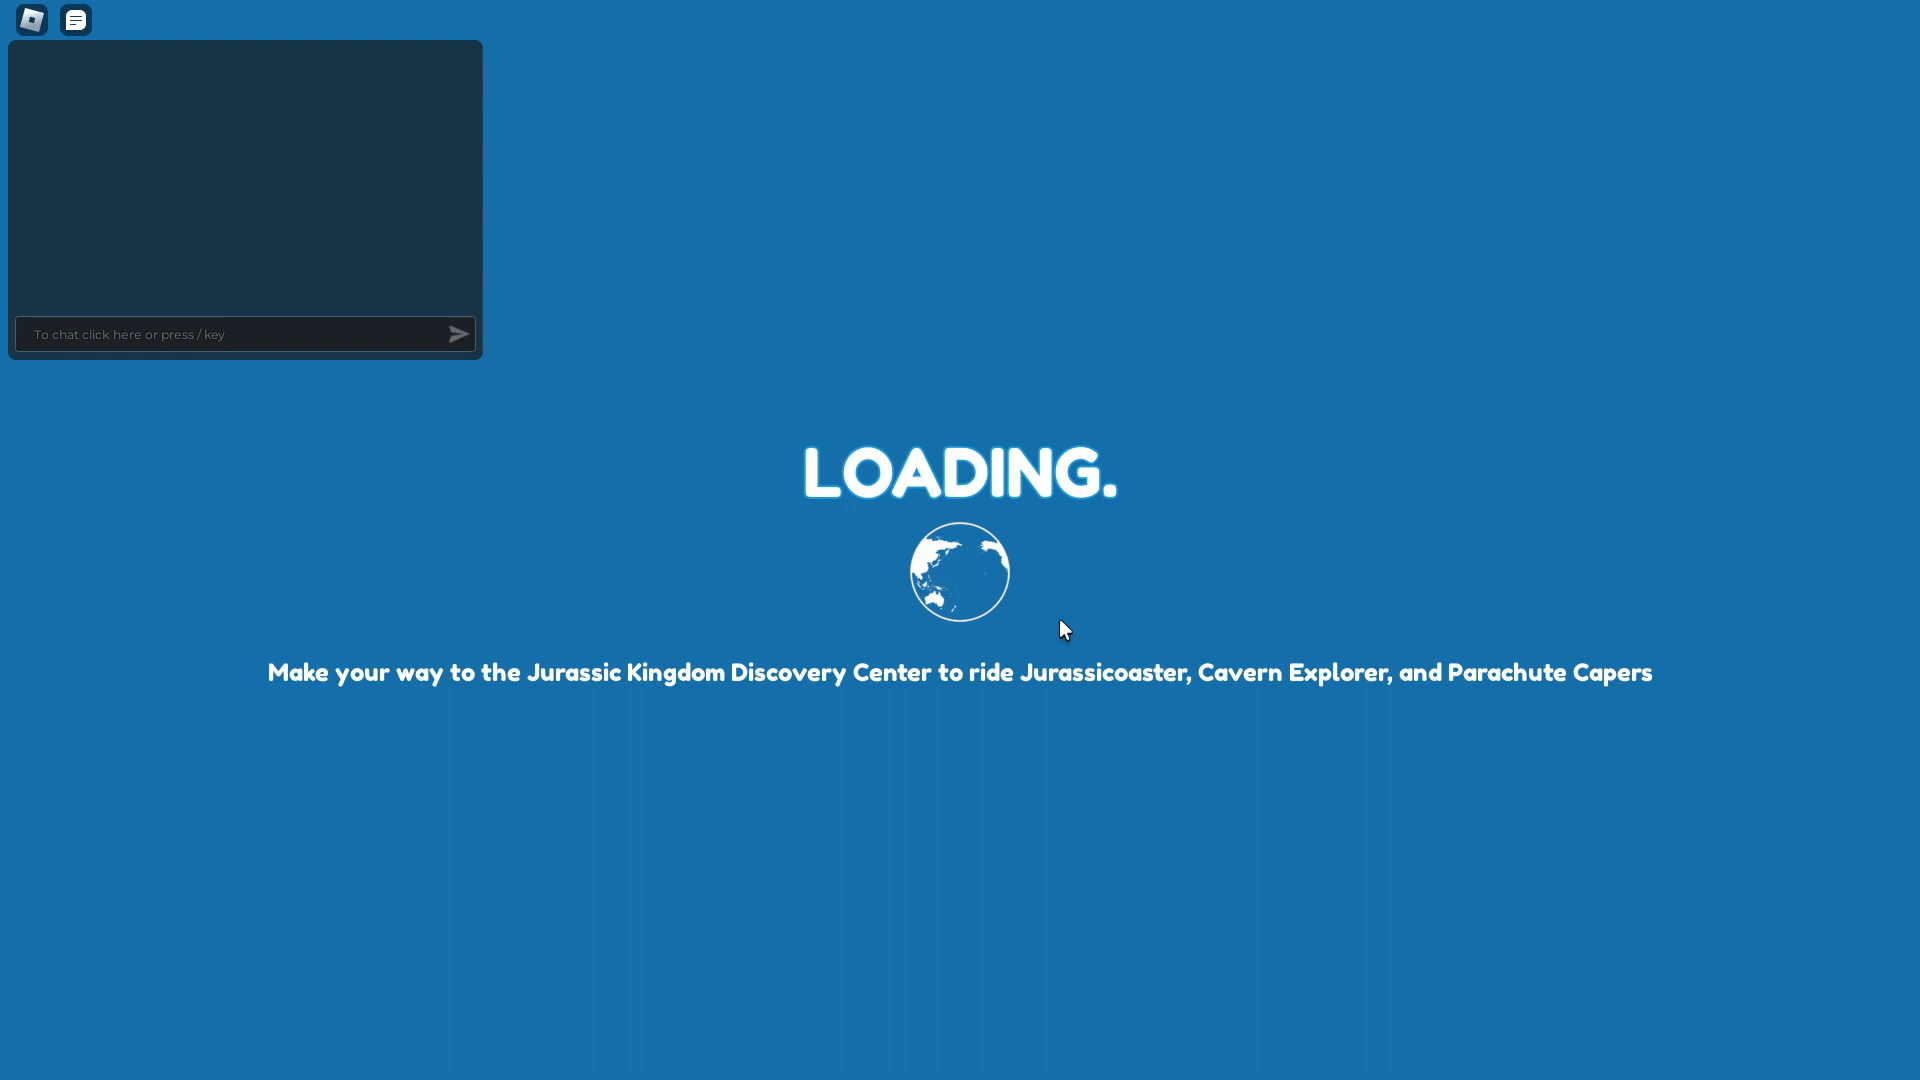 To chat click here or press / key
LOADING.
Make your way to the Jurassic Kingdom Discovery Center to ride Jurassicoaster, Cavern Explorer, and Parachute Capers